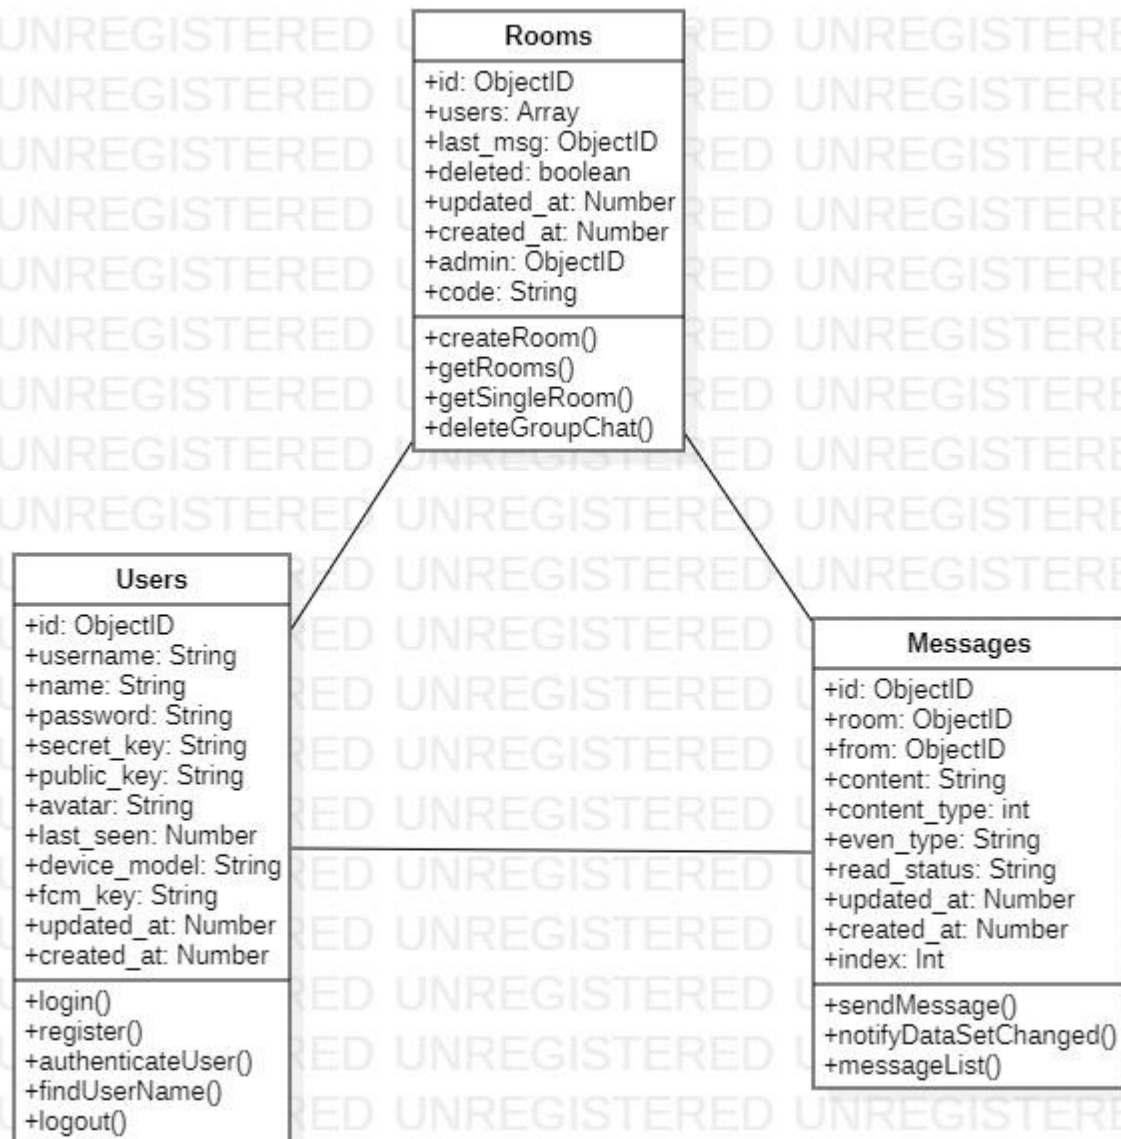 Rooms
+id: ObjectID
+users: Array
+last_msg: ObjectID
+deleted: boolean
+updated_at: Number
+created_at: Number
+admin: ObjectID
+code: String
+createRoom()
+getRooms()
+getSingleRoom()
+deleteGroupChat()
Users
+id: ObjectID
+username: String
+name: String
+password: String
+secret_key: String
+public_key: String
+avatar: String
+last_seen: Number
+device_model: String
+fcm_key: String
+updated_at: Number
+created_at: Number
+login()
+register()
+authenticateUser()
+findUserName()
+logout()
Messages
+id: ObjectID
+room: ObjectID
+from: ObjectID
+content: String
+content_type: int
+even_type: String
+read_status: String
+updated_at: Number
+created_at: Number
+index: Int
+sendMessage()
+notifyDataSetChanged()
+messageList()
UNREGISTERED UNREGISTERED UNREGISTERED